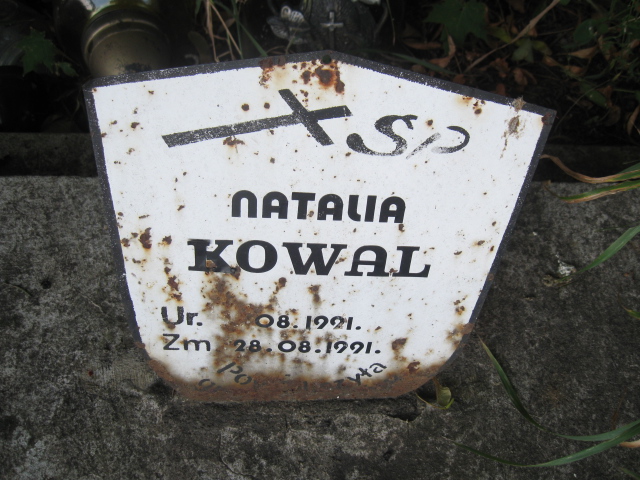 SP
NATALIA
KOWAL
Ur. 08.1991.
Zm 28.08.1991.